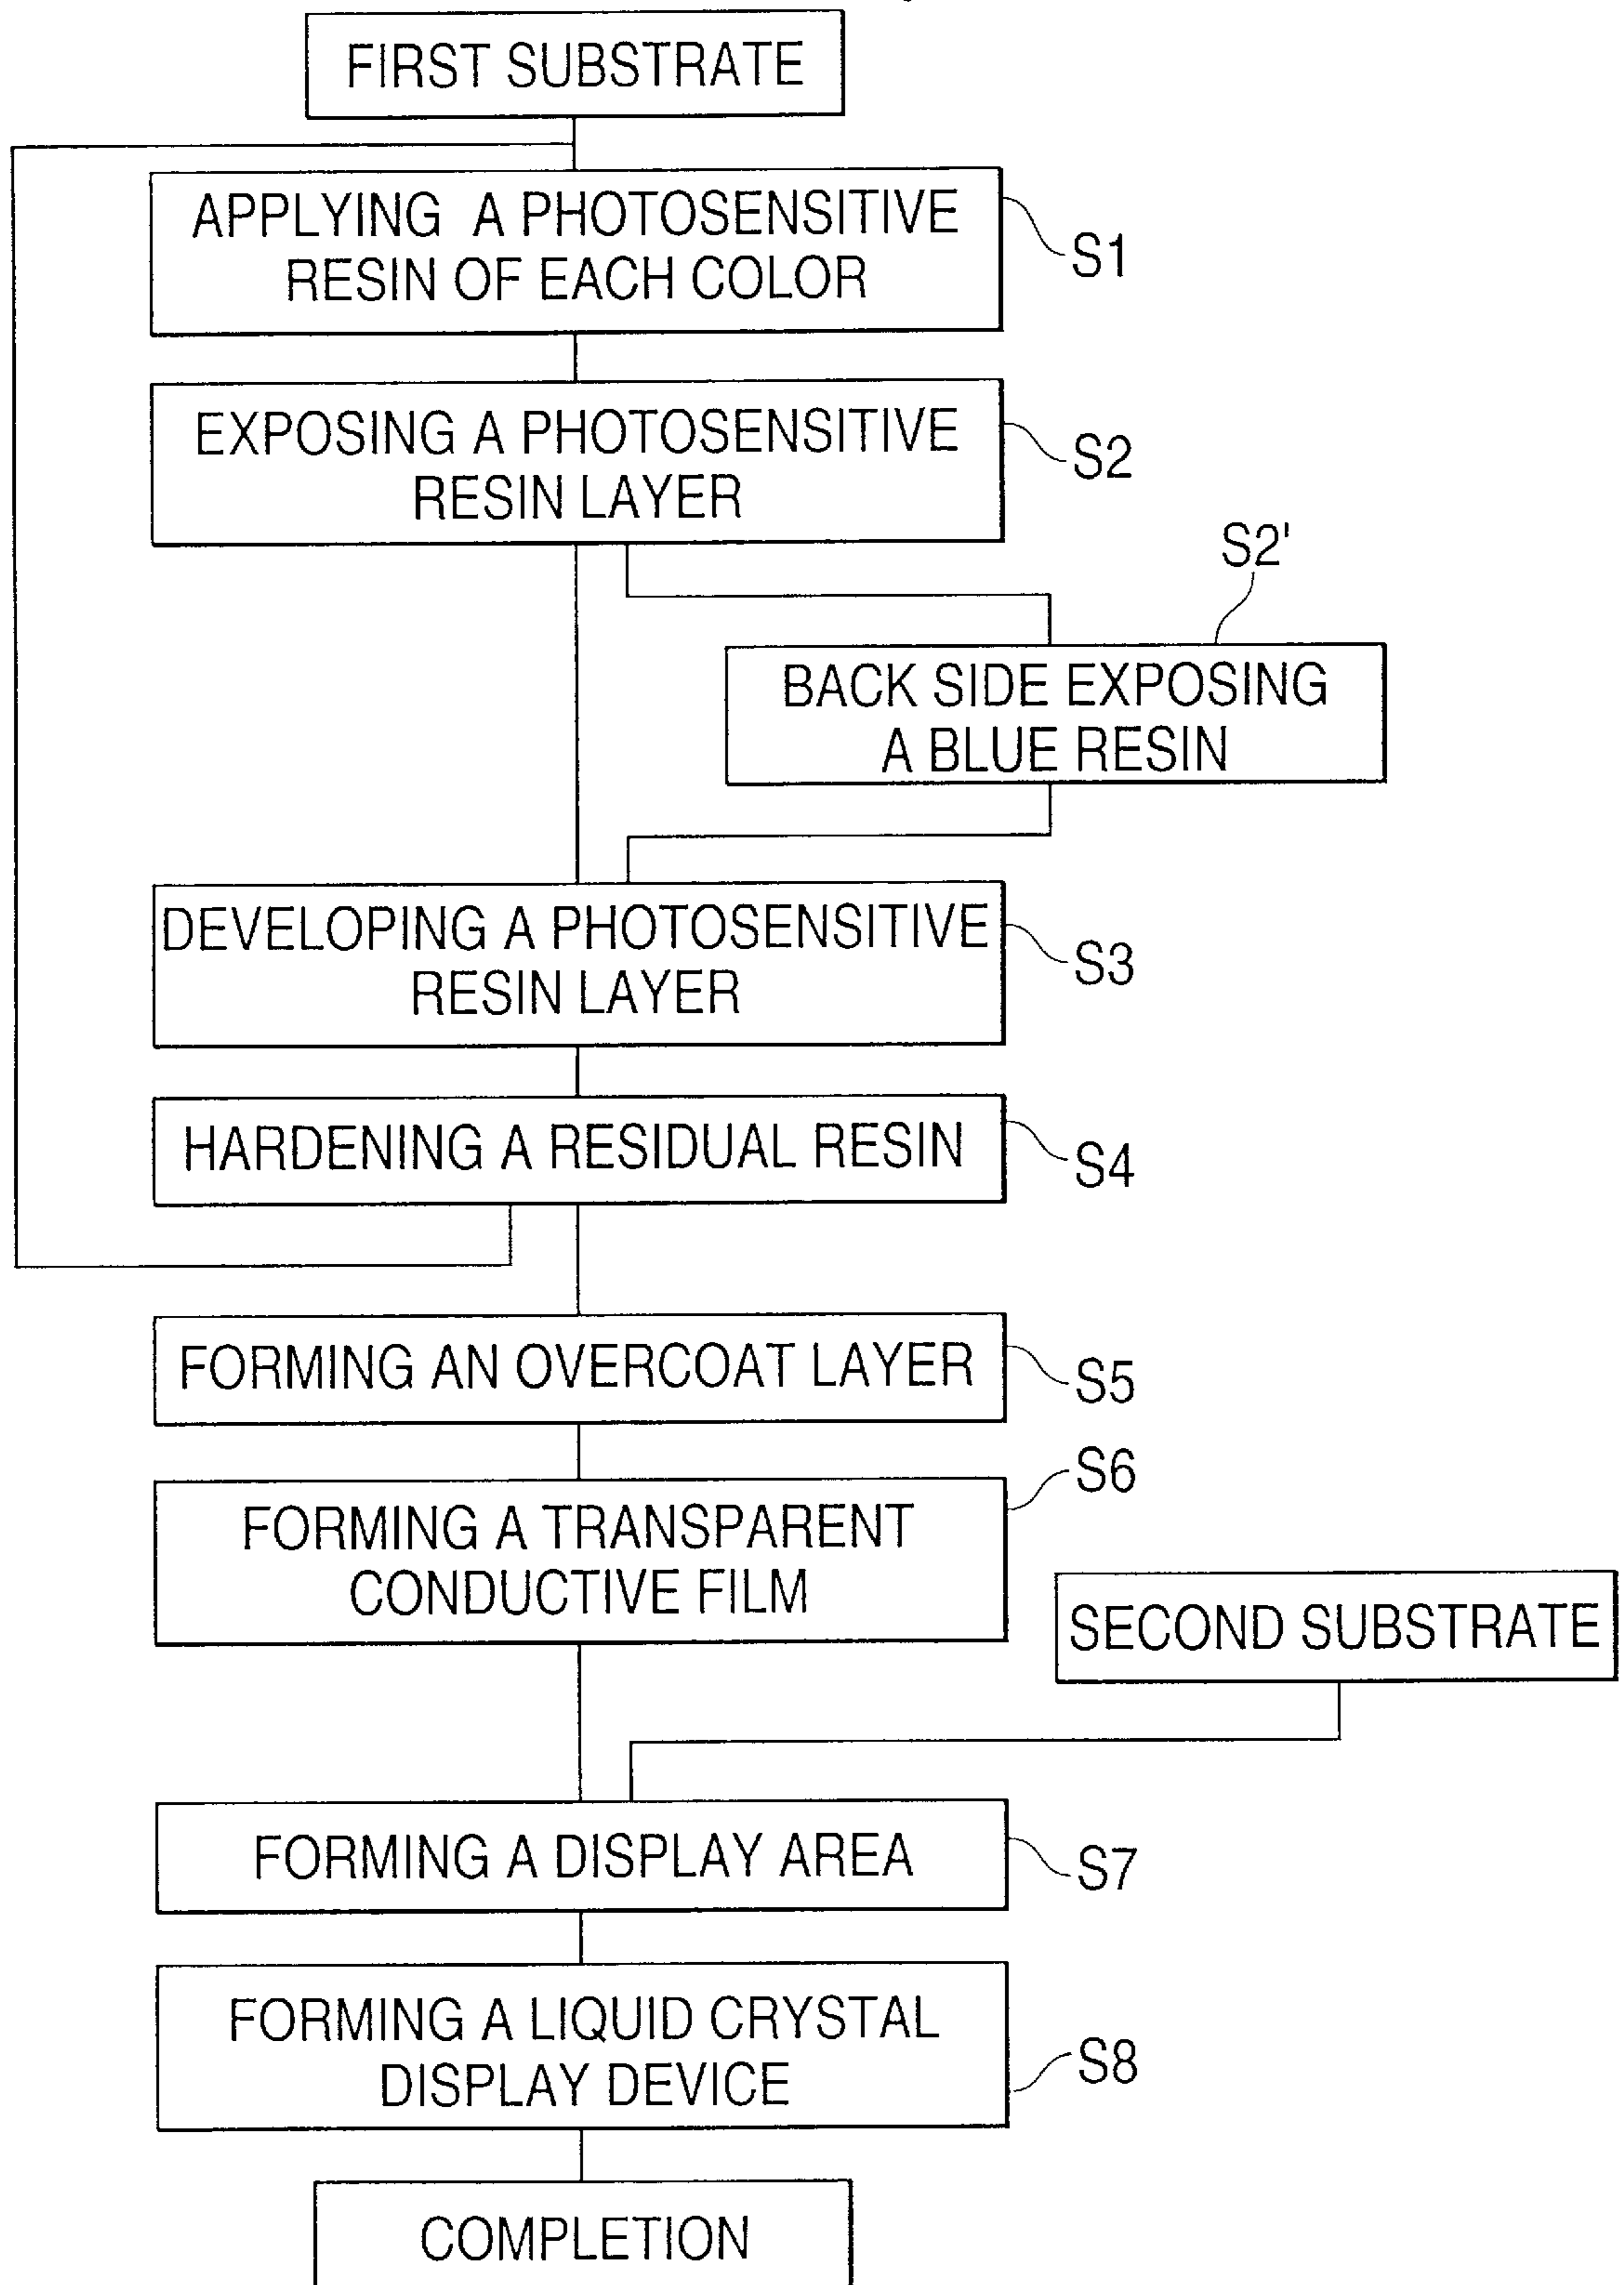 FIRST SUBSTRATE
APPLYING A PHOTOSENSITIVE
RESIN OF EACH COLOR
S1
EXPOSING A PHOTOSENSITIVE
RESIN LAYER
S2
S2'
BACK SIDE EXPOSING
A BLUE RESIN
DEVELOPING A PHOTOSENSITIVE
RESIN LAYER
S3
HARDENING A RESIDUAL RESIN
S4
FORMING AN OVERCOAT LAYER
S5
S6
FORMING A TRANSPARENT
CONDUCTIVE FILM
SECOND SUBSTRATE
FORMING A DISPLAY AREA
S7
FORMING A LIQUID CRYSTAL
DISPLAY DEVICE
S8
COMPLETION